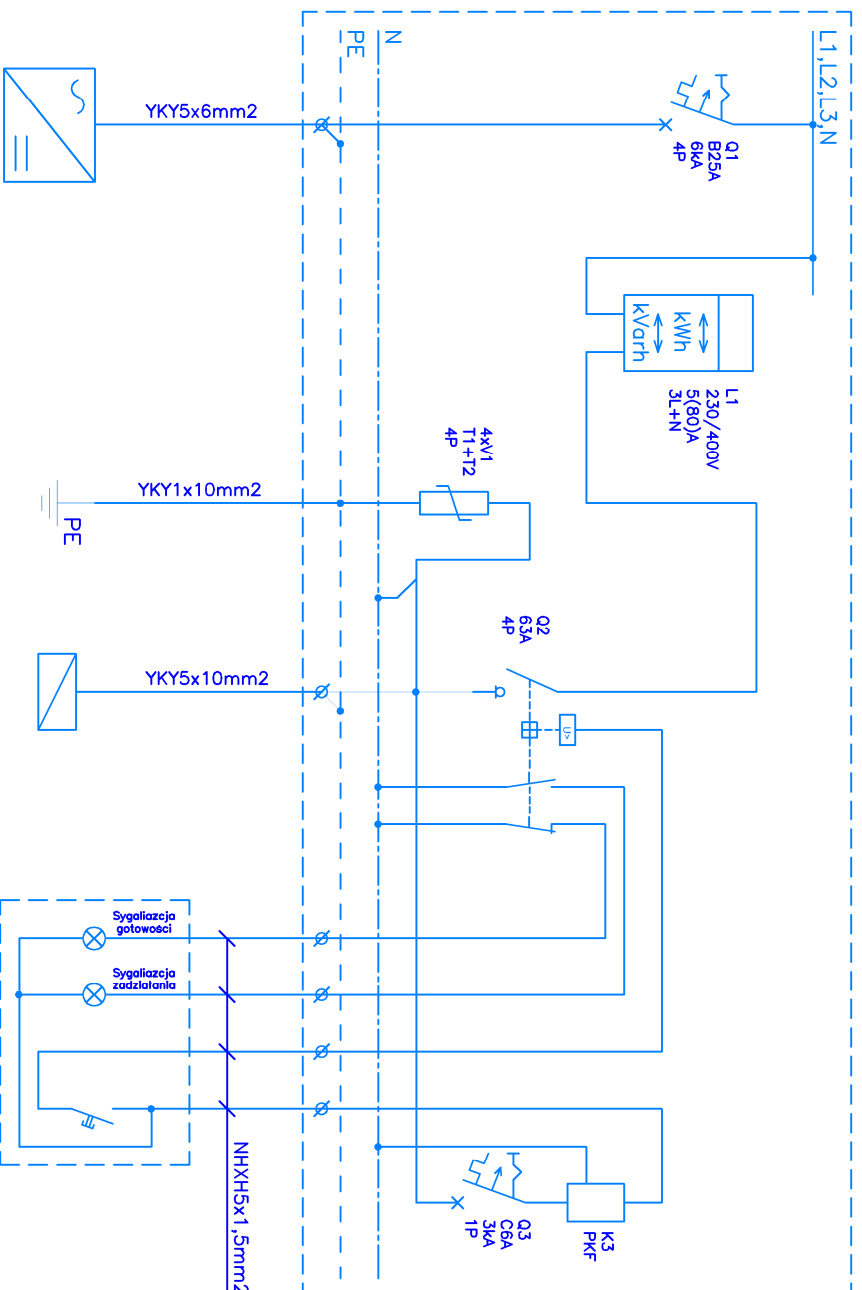 L1,L2,L3,N
N
PE
YKY5x6mm2
Q1
B25A
6kA
4P
kWh
kVarh
L1
230/400V
5(80)A
3L+N
4xV1
T1+T2
4P
YKY1x10mm2
PE
Q2
63A
4P
YKY5x10mm2
U>
Sygaliazcja
gotowości
Sygaliazcja
zadziałania
NHXH5x1,5mm2
Q3
C6A
3kA
1P
K3
PKF